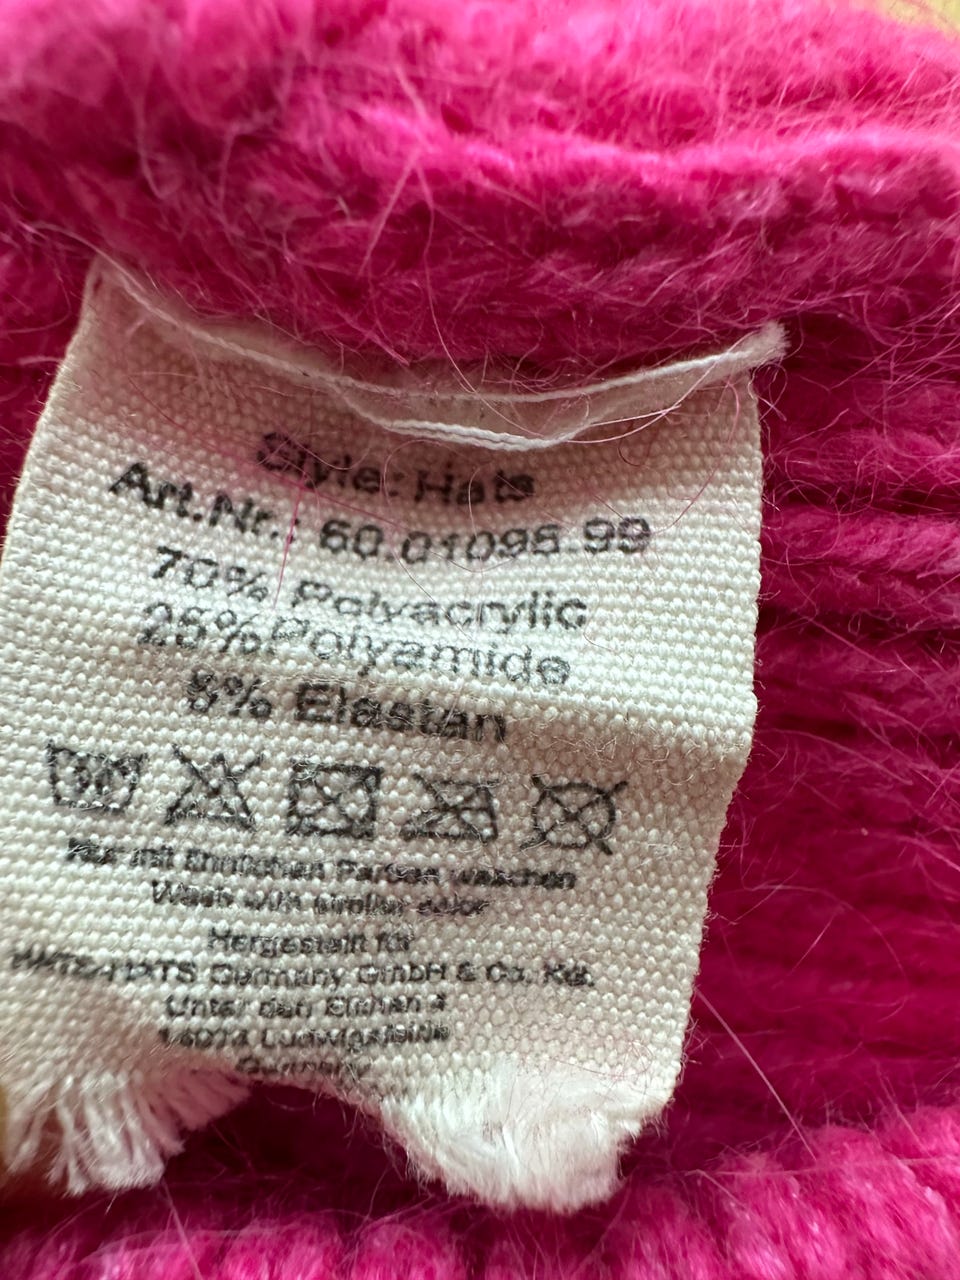 Style: Hats
Art.Nr.: 60.01095.99
70% Polyacrylic
25% Polyamide
5% Elastan
Nur mit ähnlichen Farben waschen
Wash with similar color
Hergestellt für
Germany GmbH & Co. KG.
Unter den Eichen 4
Ludwigsfelde
Germany